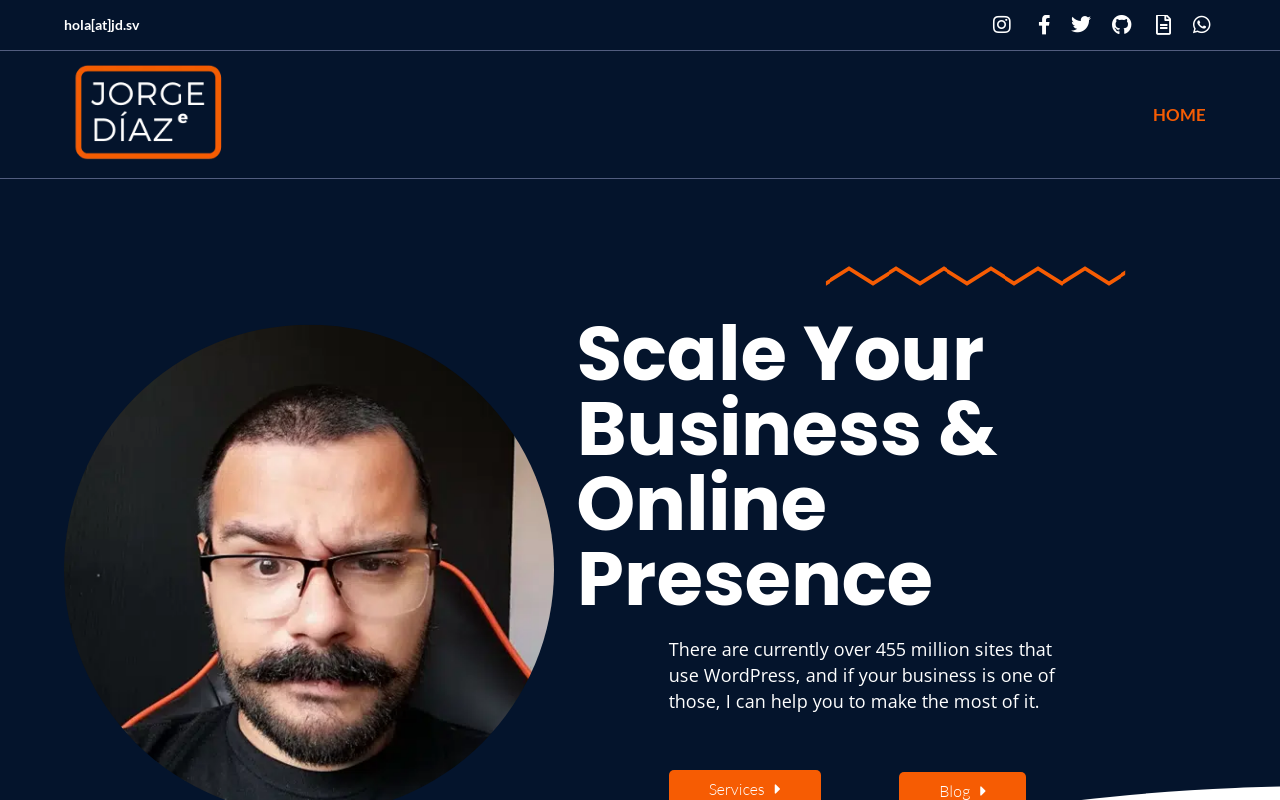 hola[at]jd.sv
JORGE
DÍAZ e
HOME
Scale Your
Business &
Online
Presence
There are currently over 455 million sites that
use WordPress, and if your business is one of
those, I can help you to make the most of it.
Services
Blog